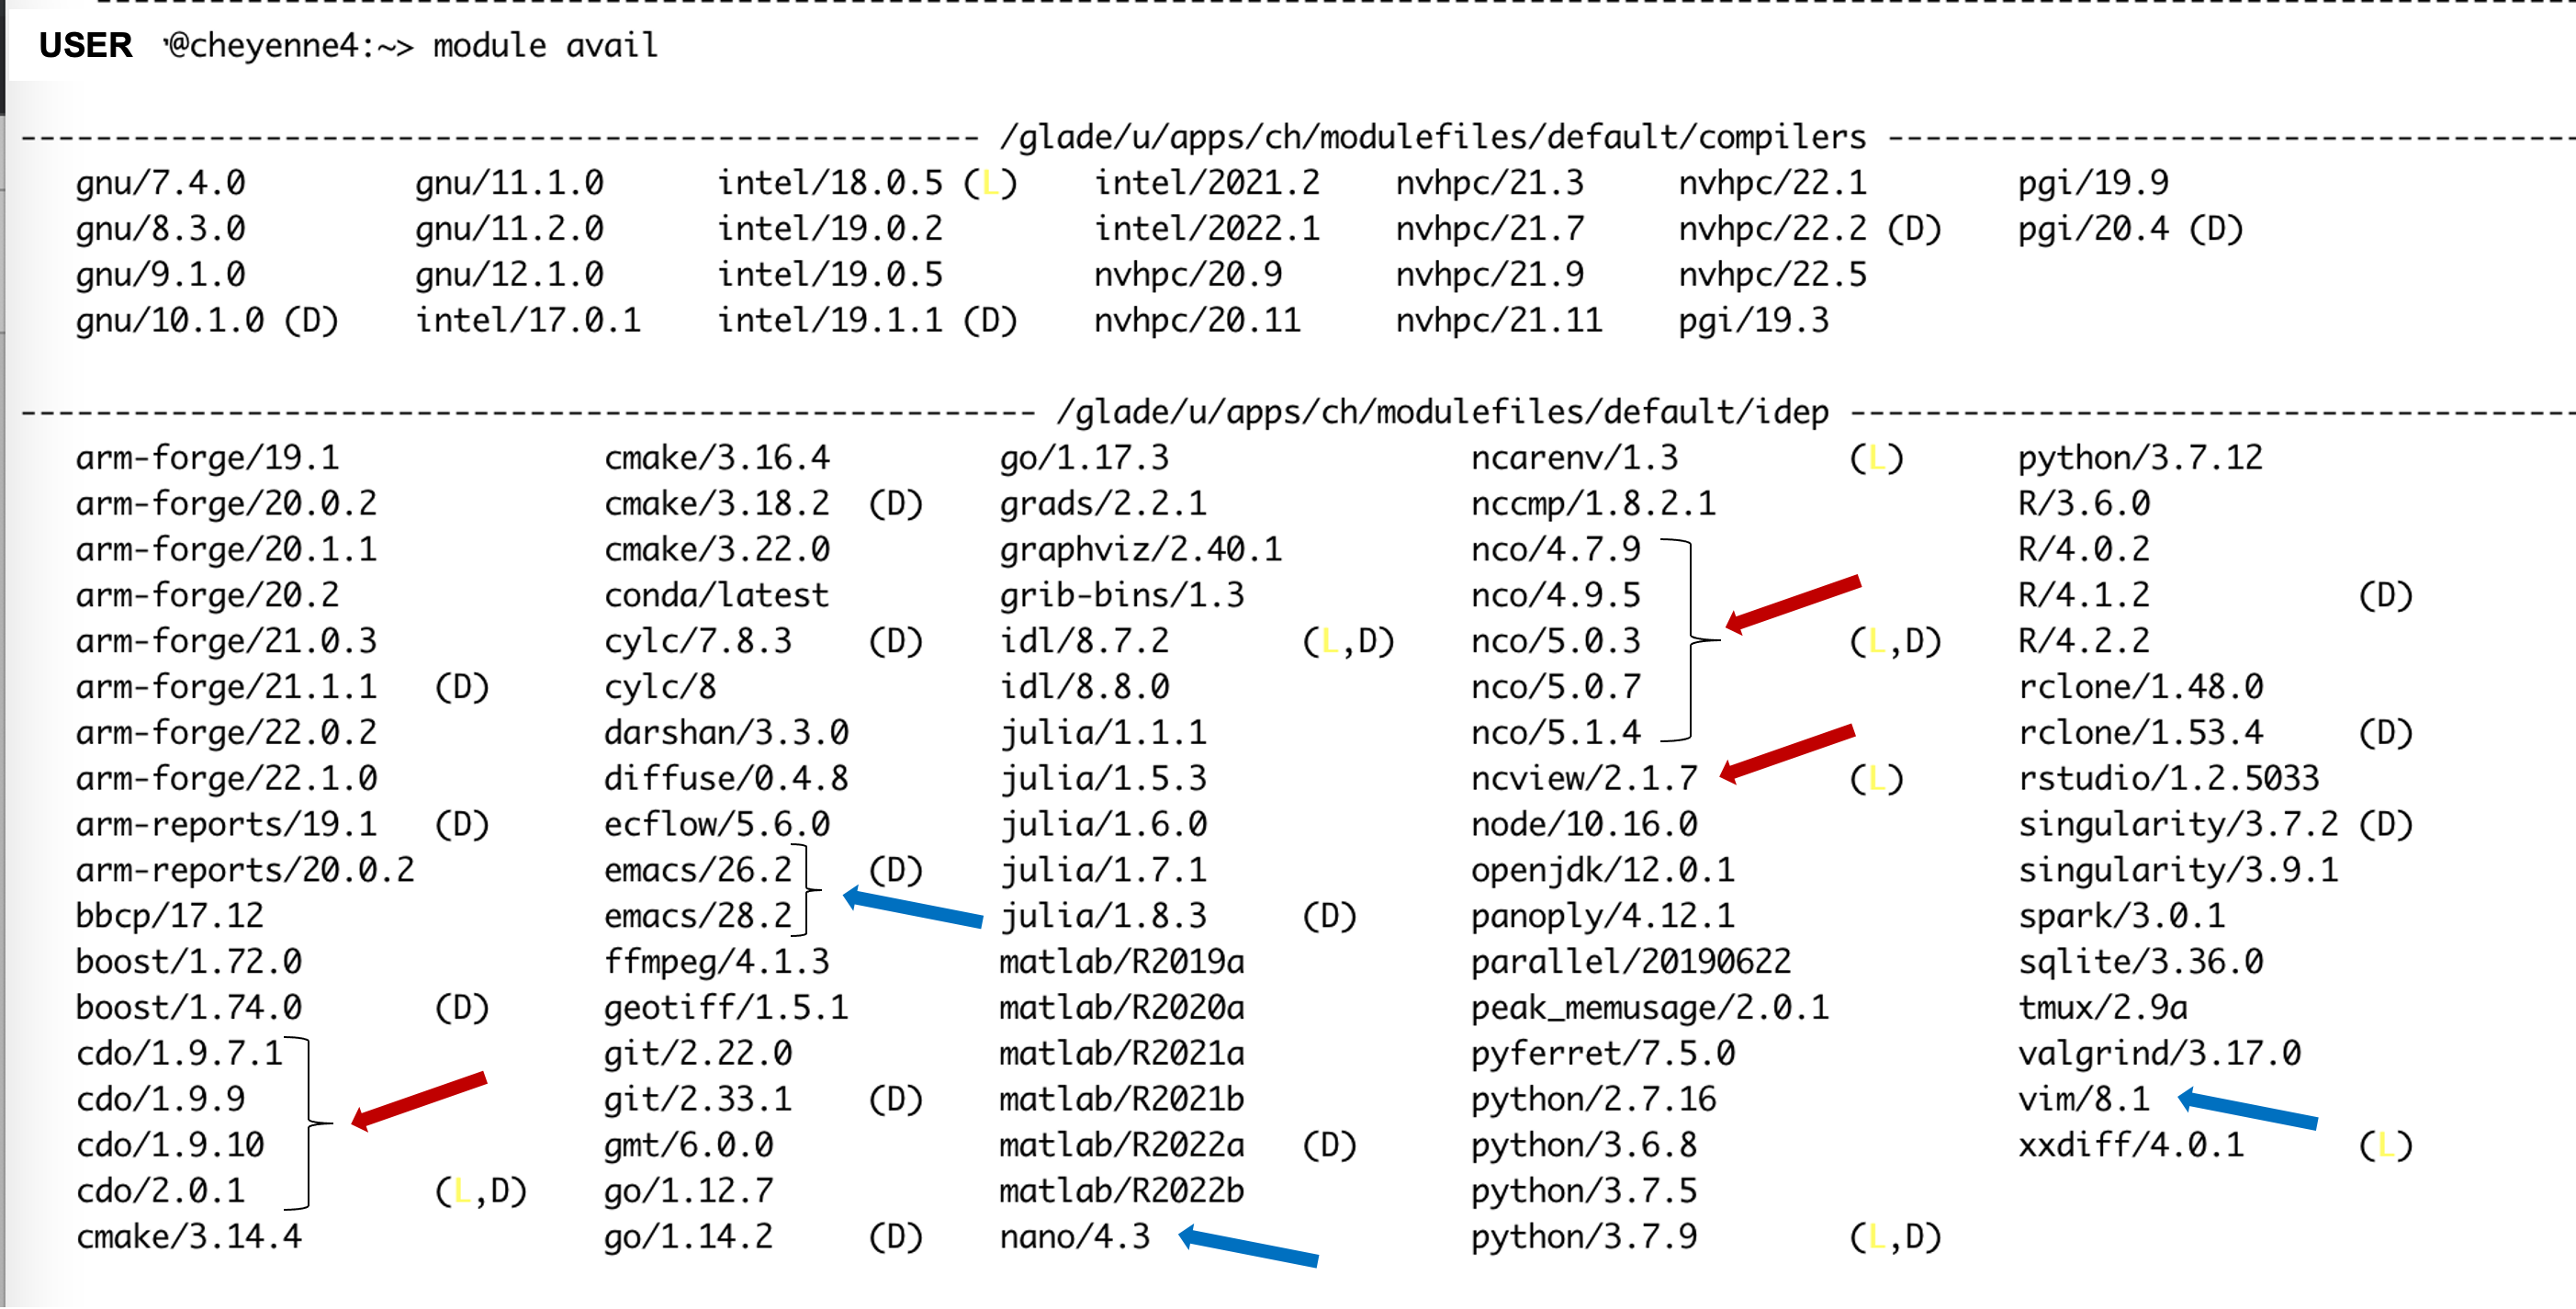 USER '@cheyenne4:~> module avail
--------------------------------------------------- /glade/u/apps/ch/modulefiles/default/compilers -------------------------------------
gnu/7.4.0 gnu/11.1.0 intel/18.0.5 (L) intel/2021.2 nvhpc/21.3 nvhpc/22.1 pgi/19.9
gnu/8.3.0 gnu/11.2.0 intel/19.0.2 intel/2022.1 nvhpc/21.7 nvhpc/22.2 (D) pgi/20.4 (D)
gnu/9.1.0 gnu/12.1.0 intel/19.0.5 nvhpc/20.9 nvhpc/21.9 nvhpc/22.5
gnu/10.1.0 (D) intel/17.0.1 intel/19.1.1 (D) nvhpc/20.11 nvhpc/21.11 pgi/19.3
------------------------------------------------------ /glade/u/apps/ch/modulefiles/default/idep ---------------------------------------
arm-forge/19.1 cmake/3.16.4 go/1.17.3 ncarenv/1.3 (L) python/3.7.12
arm-forge/20.0.2 cmake/3.18.2 (D) grads/2.2.1 nccmp/1.8.2.1 R/3.6.0
arm-forge/20.1.1 cmake/3.22.0 graphviz/2.40.1 nco/4.7.9 R/4.0.2
arm-forge/20.2 conda/latest grib-bins/1.3 nco/4.9.5 R/4.1.2 (D)
arm-forge/21.0.3 cylc/7.8.3 (D) idl/8.7.2 (L,D) nco/5.0.3 (L,D) R/4.2.2
arm-forge/21.1.1 (D) cylc/8 idl/8.8.0 nco/5.0.7 rclone/1.48.0
arm-forge/22.0.2 darshan/3.3.0 julia/1.1.1 nco/5.1.4 rclone/1.53.4 (D)
arm-forge/22.1.0 diffuse/0.4.8 julia/1.5.3 ncview/2.1.7 (L) rstudio/1.2.5033
arm-reports/19.1 (D) ecflow/5.6.0 julia/1.6.0 node/10.16.0 singularity/3.7.2 (D)
arm-reports/20.0.2 emacs/26.2 (D) julia/1.7.1 openjdk/12.0.1 singularity/3.9.1
bbcp/17.12 emacs/28.2 julia/1.8.3 (D) panoply/4.12.1 spark/3.0.1
boost/1.72.0 ffmpeg/4.1.3 matlab/R2019a parallel/20190622 sqlite/3.36.0
boost/1.74.0 (D) geotiff/1.5.1 matlab/R2020a peak_memusage/2.0.1 tmux/2.9a
cdo/1.9.7.1 git/2.22.0 matlab/R2021a pyferret/7.5.0 valgrind/3.17.0
cdo/1.9.9 git/2.33.1 (D) matlab/R2021b python/2.7.16 vim/8.1
cdo/1.9.10 gmt/6.0.0 matlab/R2022a (D) python/3.6.8 xxdiff/4.0.1 (L)
cdo/2.0.1 (L,D) go/1.12.7 matlab/R2022b python/3.7.5
cmake/3.14.4 go/1.14.2 (D) nano/4.3 python/3.7.9 (L,D)